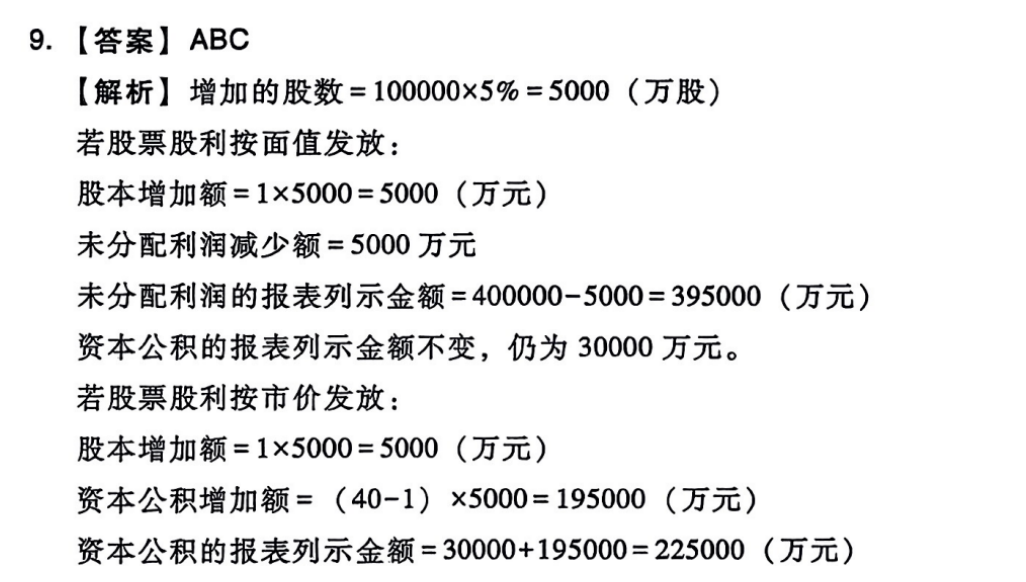 9. 【答案】ABC
【解析】增加的股数=100000×5%=5000（万股）
若股票股利按面值发放：
股本增加额=1×5000=5000（万元）
未分配利润减少额=5000 万元
未分配利润的报表列示金额=400000-5000=395000（万元）
资本公积的报表列示金额不变，仍为 30000 万元。
若股票股利按市价发放：
股本增加额=1×5000=5000（万元）
资本公积增加额=（40-1）×5000=195000（万元）
资本公积的报表列示金额=30000+195000=225000（万元）